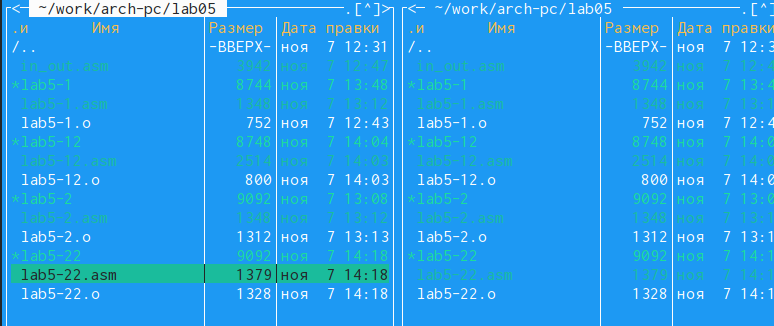 <- ~/work/arch-pc/lab05 .[^]> <- ~/work/arch-pc/lab05 .[^]
.и Имя Размер Дата правки .и Имя Размер Дата правки
/.. -ВВЕРХ- ноя 7 12:31 /.. -ВВЕРХ- ноя 7 12:3
in_out.asm 3942 ноя 7 12:47 in_out.asm 3942 ноя 7 12:4
*lab5-1 8744 ноя 7 13:48 *lab5-1 8744 ноя 7 13:4
lab5-1.asm 1348 ноя 7 13:12 lab5-1.asm 1348 ноя 7 13:1
lab5-1.o 752 ноя 7 12:43 lab5-1.o 752 ноя 7 12:4
*lab5-12 8748 ноя 7 14:04 *lab5-12 8748 ноя 7 14:0
lab5-12.asm 2514 ноя 7 14:03 lab5-12.asm 2514 ноя 7 14:0
lab5-12.o 800 ноя 7 14:03 lab5-12.o 800 ноя 7 14:0
*lab5-2 9092 ноя 7 13:08 *lab5-2 9092 ноя 7 13:0
lab5-2.asm 1348 ноя 7 13:12 lab5-2.asm 1348 ноя 7 13:1
lab5-2.o 1312 ноя 7 13:13 lab5-2.o 1312 ноя 7 13:1
*lab5-22 9092 ноя 7 14:18 *lab5-22 9092 ноя 7 14:1
lab5-22.asm 1379 ноя 7 14:18 lab5-22.asm 1379 ноя 7 14:1
lab5-22.o 1328 ноя 7 14:18 lab5-22.o 1328 ноя 7 14:1